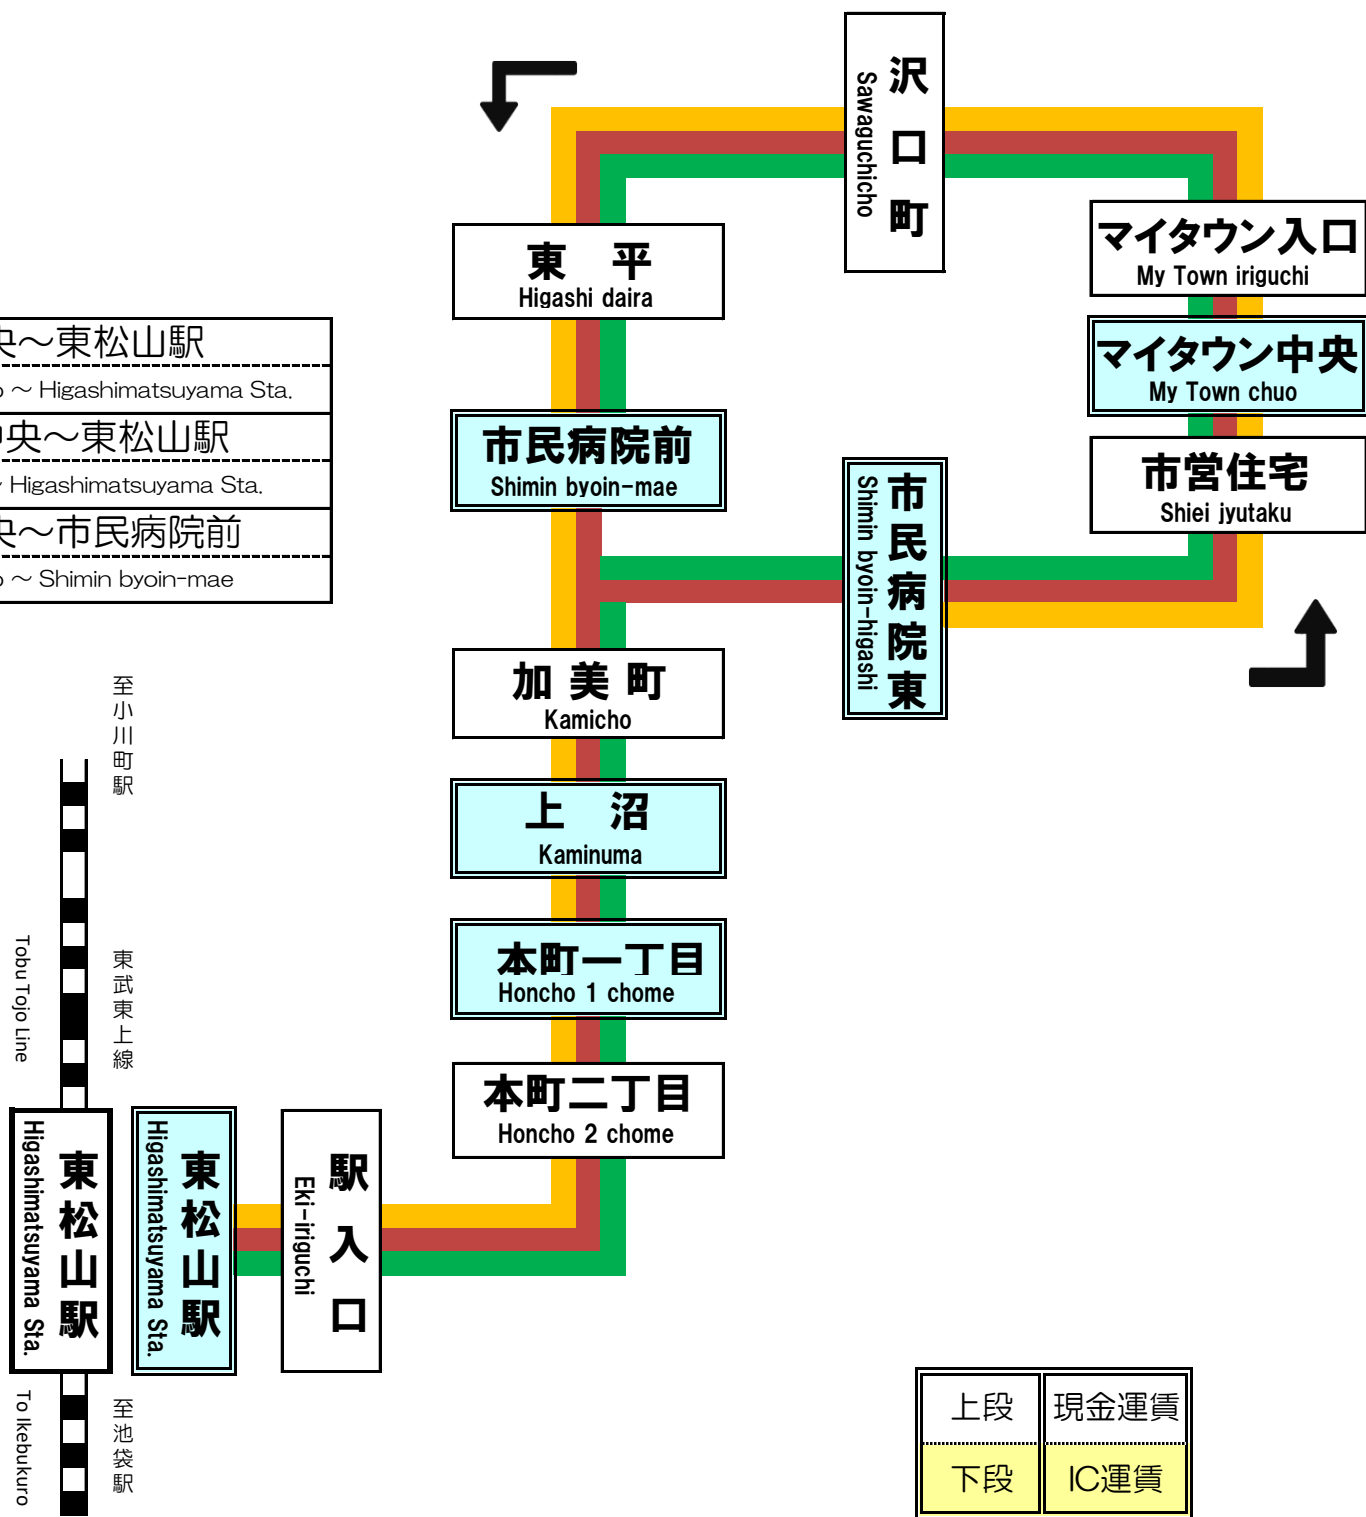 沢口町
Sawaguchicho
東 平
Higashi daira
マイタウン入口
My Town iriguchi
マイタウン中央
My Town chuo
市営住宅
Shiei jyutaku
央～東松山駅
～ Higashimatsuyama Sta.
中央～東松山駅
Higashimatsuyama Sta.
央～市民病院前
～ Shimin byoin-mae
市民病院前
Shimin byoin-mae
市民病院東
Shimin byoin-higashi
加美町
Kamicho
上 沼
Kaminuma
本町一丁目
Honcho 1 chome
本町二丁目
Honcho 2 chome
駅入口
Eki-iriguchi
東松山駅
Higashimatsuyama Sta.
東松山駅
Higashimatsuyama Sta.
至小川町駅
東武東上線
Tobu Tojo Line
至池袋駅
To Ikebukuro
上段 現金運賃
下段 IC運賃